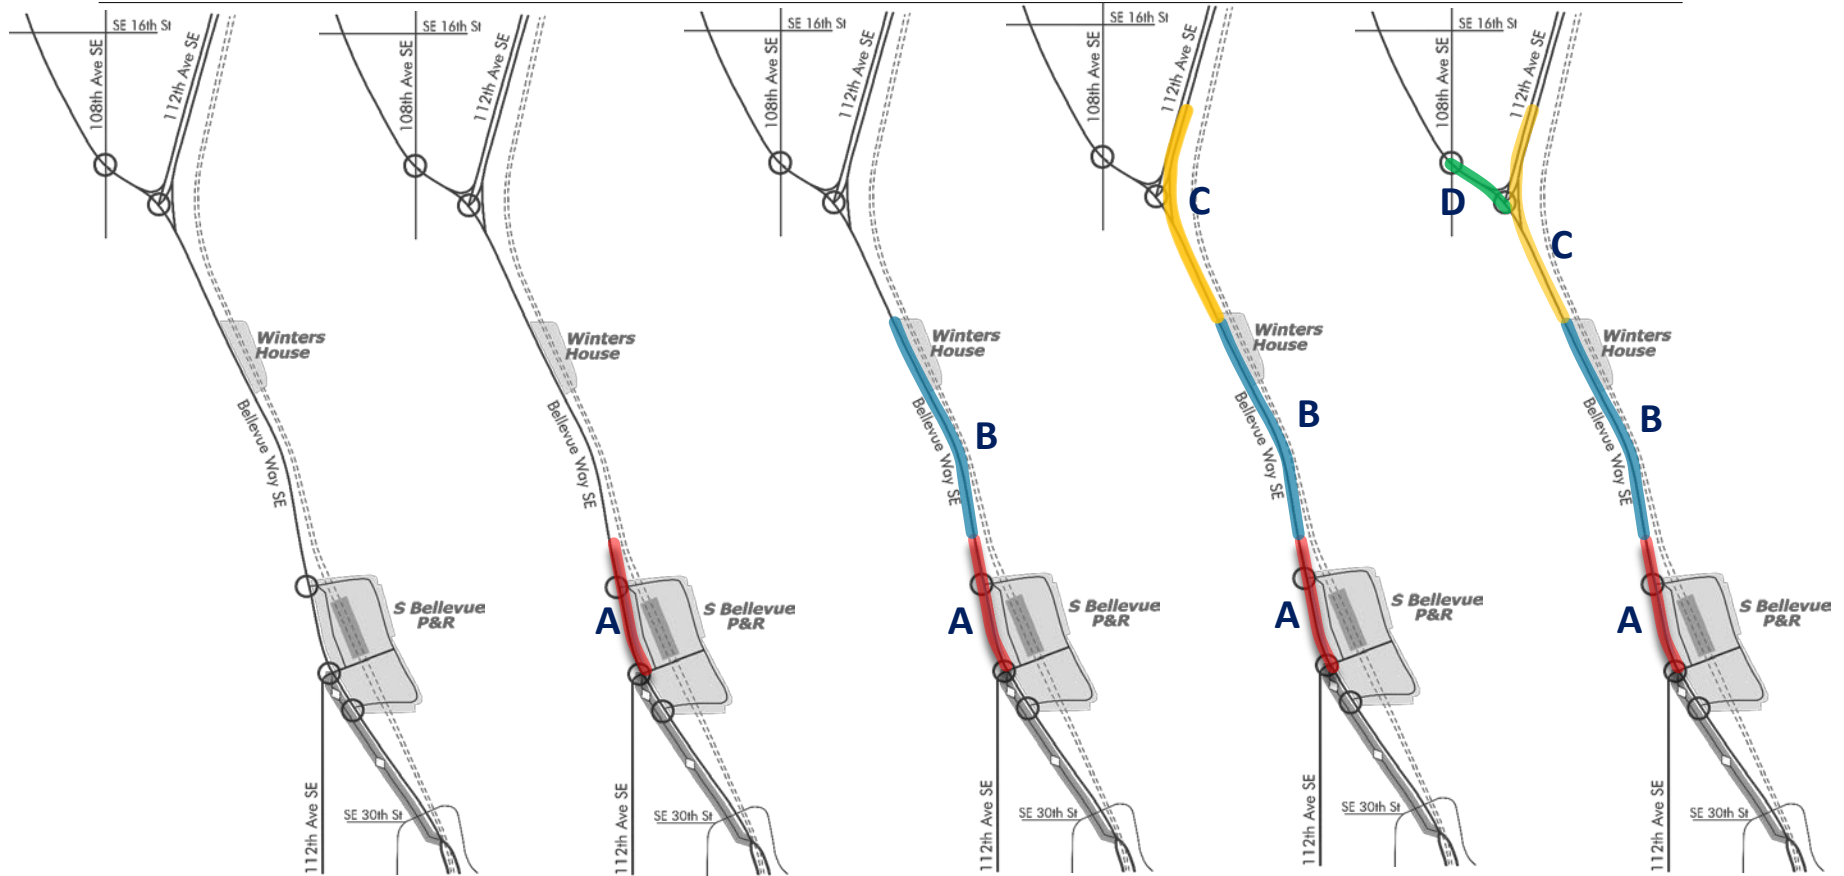 SE 16th St
108th Ave SE
112th Ave SE
Winters
House
Bellevue Way SE
S Bellevue
P&R
112th Ave SE
SE 30th St
SE 16th St
108th Ave SE
112th Ave SE
Winters
House
Bellevue Way SE
A
S Bellevue
P&R
112th Ave SE
SE 30th St
SE 16th St
108th Ave SE
112th Ave SE
Winters
House
Bellevue Way SE
B
A
S Bellevue
P&R
112th Ave SE
SE 30th St
SE 16th St
108th Ave SE
112th Ave SE
C
Winters
House
Bellevue Way SE
B
A
S Bellevue
P&R
112th Ave SE
SE 30th St
SE 16th St
108th Ave SE
112th Ave SE
D
C
Winters
House
Bellevue Way SE
B
A
S Bellevue
P&R
112th Ave SE
SE 30th St